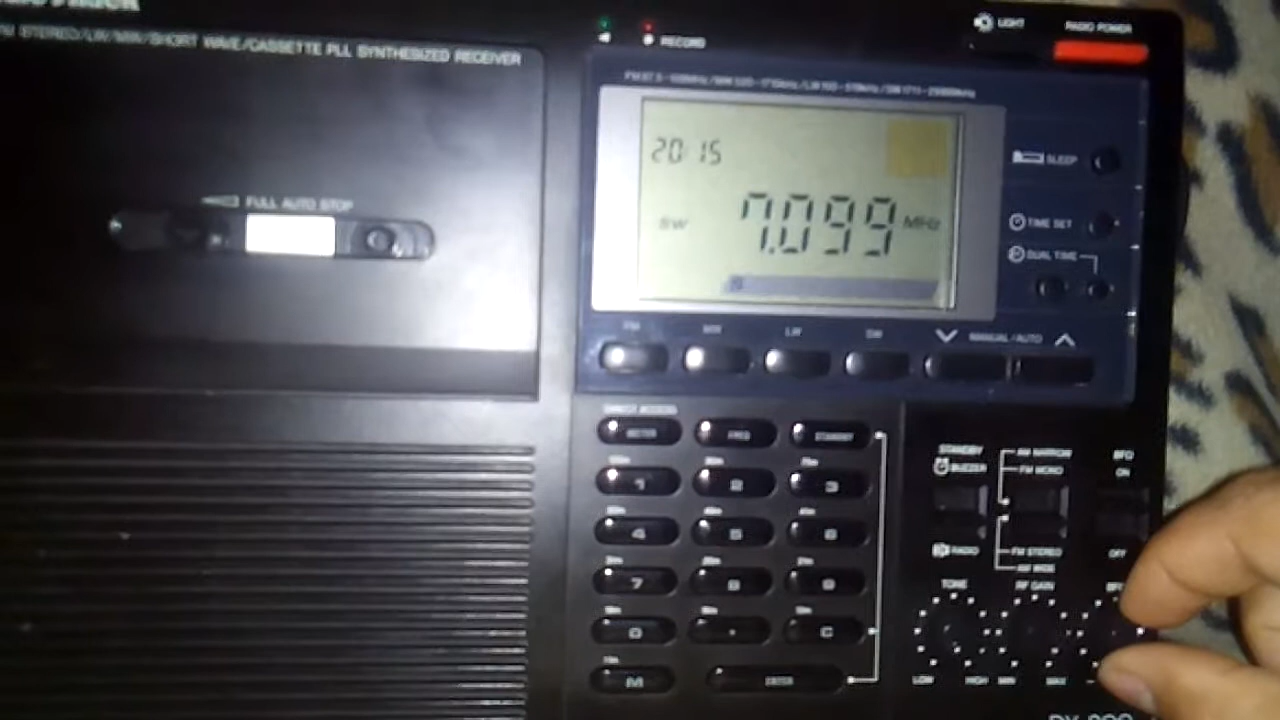 FM STEREO/LW/MW/SHORT WAVE/CASSETTE PLL SYNTHESIZED RECEIVER
RECORD
LIGHT
RADIO POWER
FULL AUTO STOP
20:15
SW
7.099 MHz
SLEEP
TIME SET
DUAL TIME
FM MW LW SW
MANUAL/AUTO
DIRECT ACCESS
METER FREQ STANDBY
1 2 3
4 5 6
7 8 9
0 . C
M ENTER
STANDBY
BUZZER
RADIO
AM NARROW
FM MONO
FM STEREO
AM WIDE
BFO
ON
OFF
TONE
RF GAIN
LOW HIGH MIN MAX